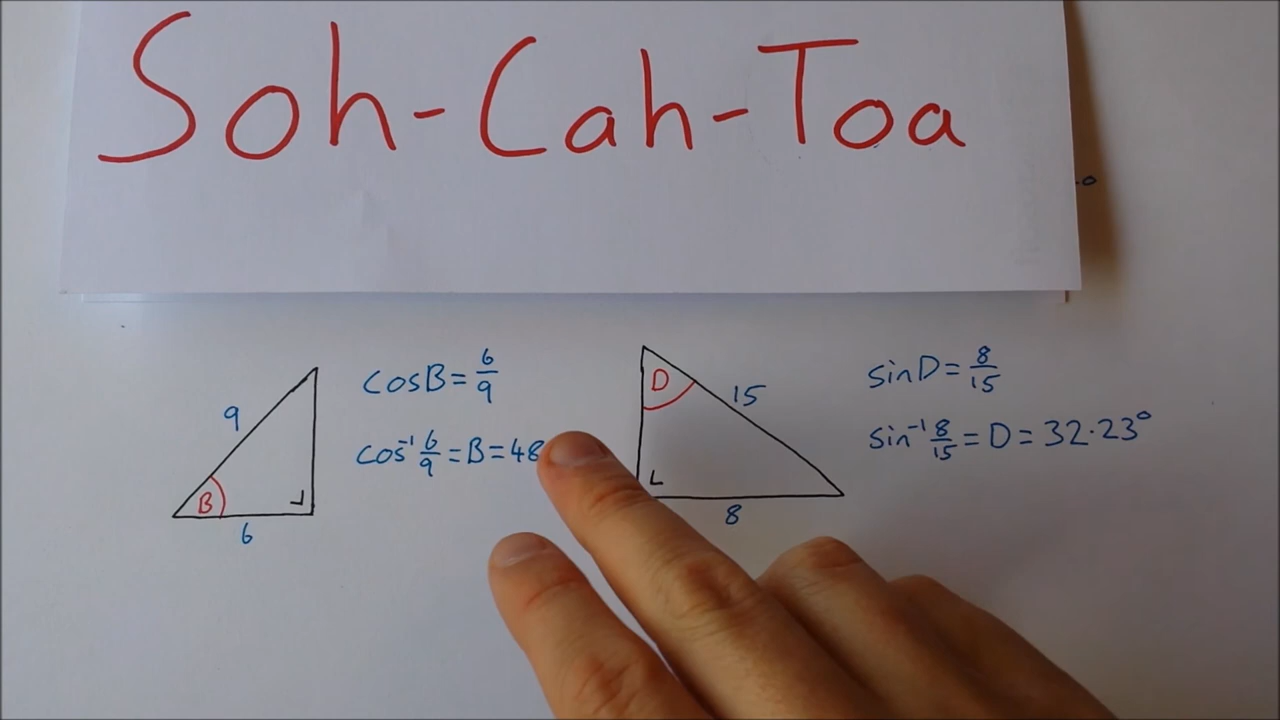 Soh-Cah-Toa
9
B
6
cosB = 6/9
cos⁻¹ 6/9 = B = 48
D
15
8
sinD = 8/15
sin⁻¹ 8/15 = D = 32·23°